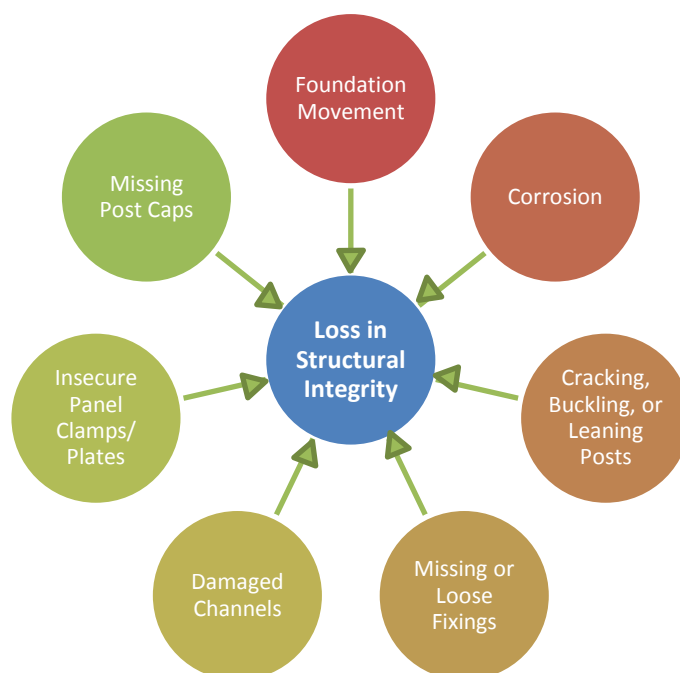 Foundation
Movement
Missing
Post Caps
Corrosion
Loss in
Structural
Integrity
Insecure
Panel
Clamps/
Plates
Cracking,
Buckling, or
Leaning
Posts
Damaged
Channels
Missing or
Loose
Fixings